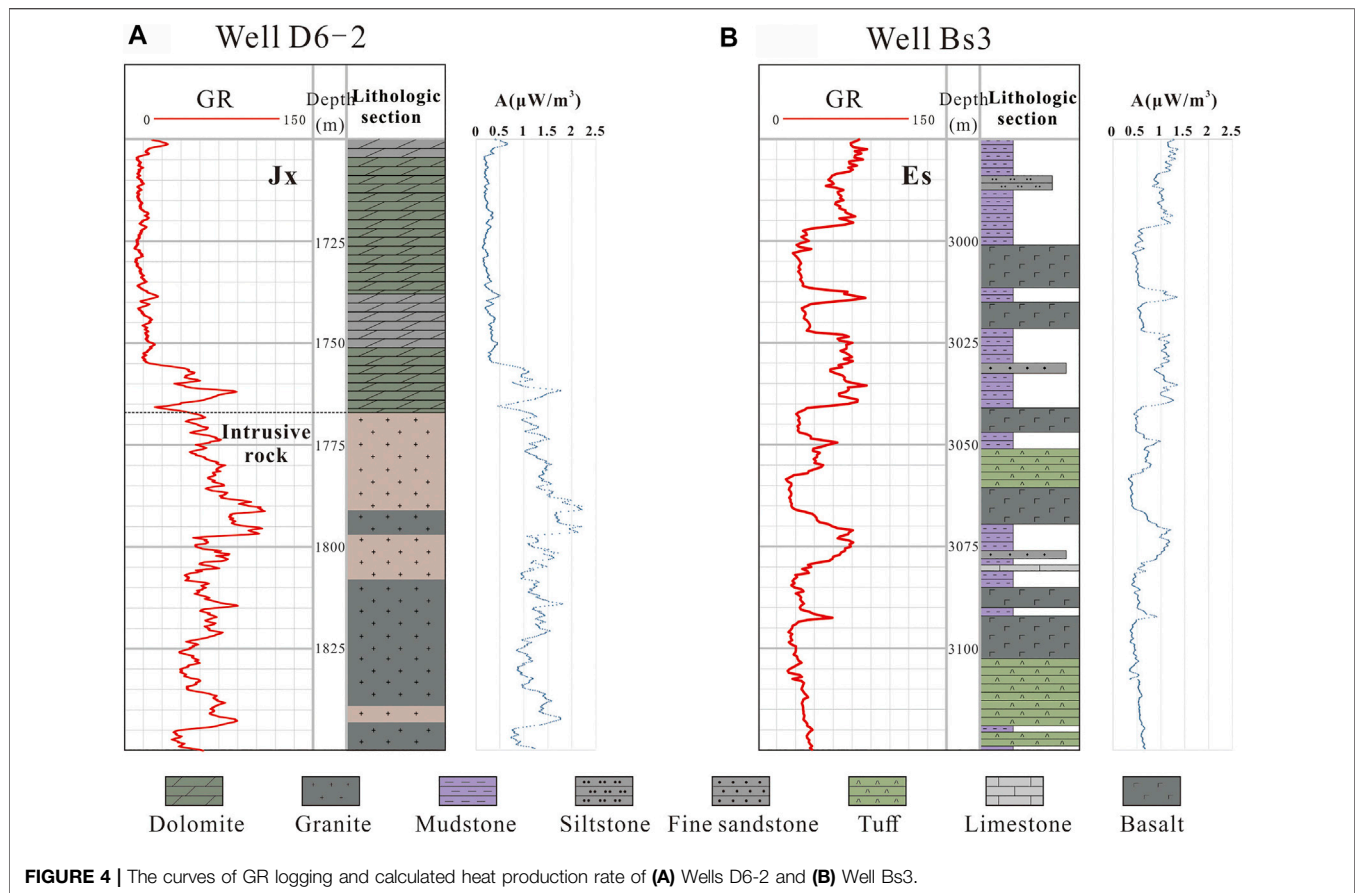 A Well D6-2
GR
0 150
Depth
(m)
Lithologic
section
A(μW/m³)
0 0.5 1 1.5 2 2.5
Jx
1725
1750
Intrusive
rock
1775
1800
1825
B Well Bs3
GR
0 150
Depth
(m)
Lithologic
section
A(μW/m³)
0 0.5 1 1.5 2 2.5
Es
3000
3025
3050
3075
3100
Dolomite Granite Mudstone Siltstone Fine sandstone Tuff Limestone Basalt
FIGURE 4 | The curves of GR logging and calculated heat production rate of (A) Wells D6-2 and (B) Well Bs3.